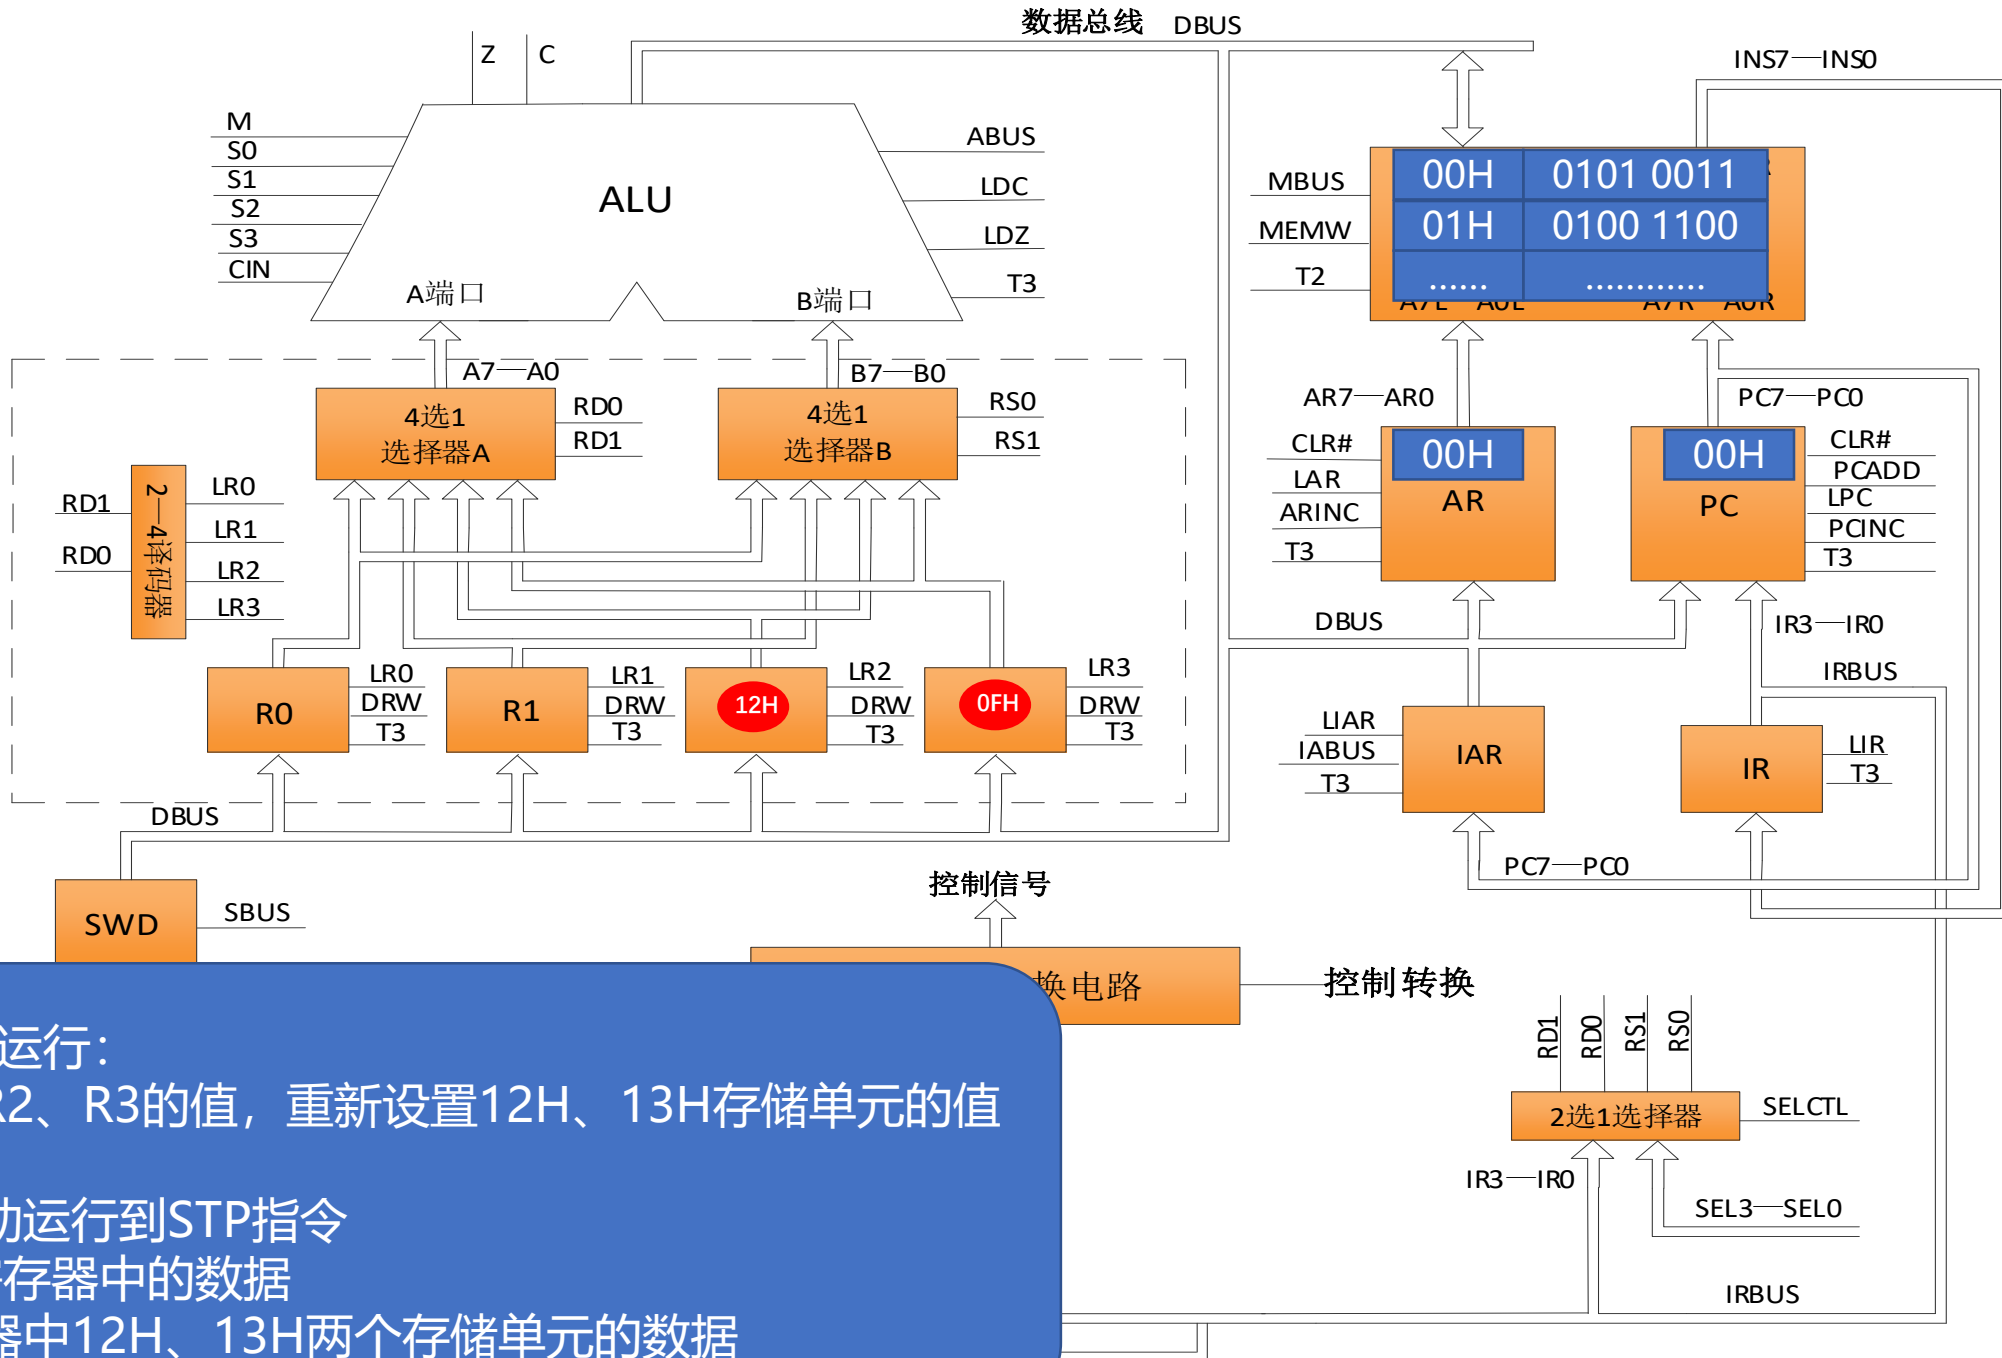 数据总线 DBUS
Z
C
INS7—INS0
M
S0
S1
S2
S3
CIN
ALU
A端口
B端口
ABUS
LDC
LDZ
T3
MBUS
MEMW
T2
00H
0101 0011
01H
0100 1100
......
............
A7—A0
B7—B0
4选1
选择器A
RD0
RD1
4选1
选择器B
RS0
RS1
AR7—AR0
PC7—PC0
CLR#
LAR
ARINC
T3
00H
AR
00H
PC
CLR#
PCADD
LPC
PCINC
T3
RD1
RD0
2—4译码器
LR0
LR1
LR2
LR3
DBUS
IR3—IR0
IRBUS
R0
LR0
DRW
T3
R1
LR1
DRW
T3
12H
LR2
DRW
T3
0FH
LR3
DRW
T3
LIAR
IABUS
T3
IAR
IR
LIR
T3
DBUS
PC7—PC0
SWD
SBUS
控制信号
换电路
控制转换
运行：
R2、R3的值，重新设置12H、13H存储单元的值
运行到STP指令
存器中的数据
器中12H、13H两个存储单元的数据
RD1
RD0
RS1
RS0
2选1选择器
SELCTL
IR3—IR0
SEL3—SEL0
IRBUS